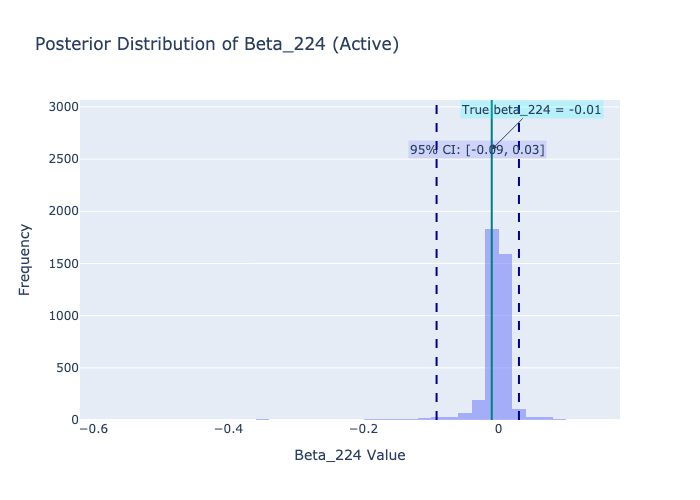 Posterior Distribution of Beta_224 (Active)
True beta_224 = -0.01
95% CI: [-0.09, 0.03]
3000
2500
2000
1500
1000
500
0
Frequency
−0.6
−0.4
−0.2
0
Beta_224 Value